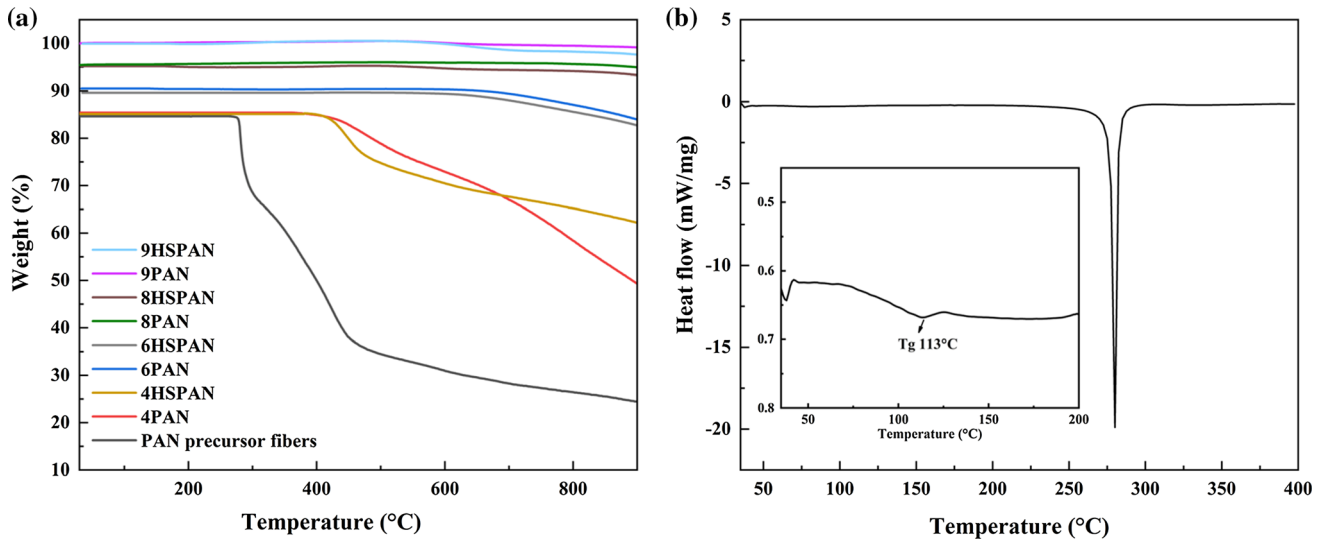 (a)
Weight (%)
100
90
80
70
60
50
40
30
20
10
9HSPAN
9PAN
8HSPAN
8PAN
6HSPAN
6PAN
4HSPAN
4PAN
PAN precursor fibers
200
400
600
800
Temperature (°C)
(b)
Heat flow (mW/mg)
5
0
-5
-10
-15
-20
0.5
0.6
0.7
0.8
Tg 113°C
50
100
150
200
Temperature (°C)
50
100
150
200
250
300
350
400
Temperature (°C)